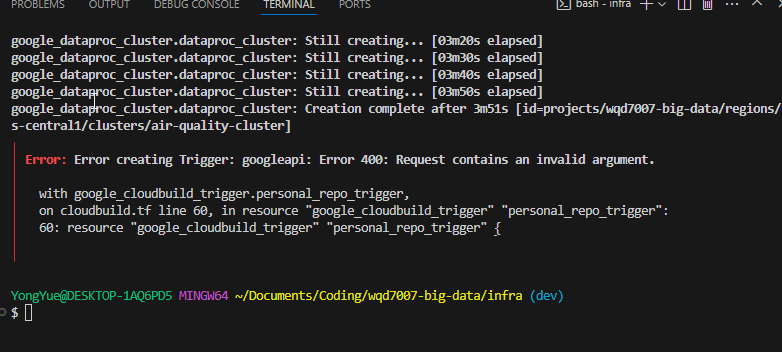 PROBLEMS OUTPUT DEBUG CONSOLE TERMINAL PORTS bash - infra
google_dataproc_cluster.dataproc_cluster: Still creating... [03m20s elapsed]
google_dataproc_cluster.dataproc_cluster: Still creating... [03m30s elapsed]
google_dataproc_cluster.dataproc_cluster: Still creating... [03m40s elapsed]
google_dataproc_cluster.dataproc_cluster: Still creating... [03m50s elapsed]
google_dataproc_cluster.dataproc_cluster: Creation complete after 3m51s [id=projects/wqd7007-big-data/regions/
s-central1/clusters/air-quality-cluster]
Error: Error creating Trigger: googleapi: Error 400: Request contains an invalid argument.
with google_cloudbuild_trigger.personal_repo_trigger,
on cloudbuild.tf line 60, in resource "google_cloudbuild_trigger" "personal_repo_trigger":
60: resource "google_cloudbuild_trigger" "personal_repo_trigger" {
YongYue@DESKTOP-1AQ6PD5 MINGW64 ~/Documents/Coding/wqd7007-big-data/infra (dev)
$